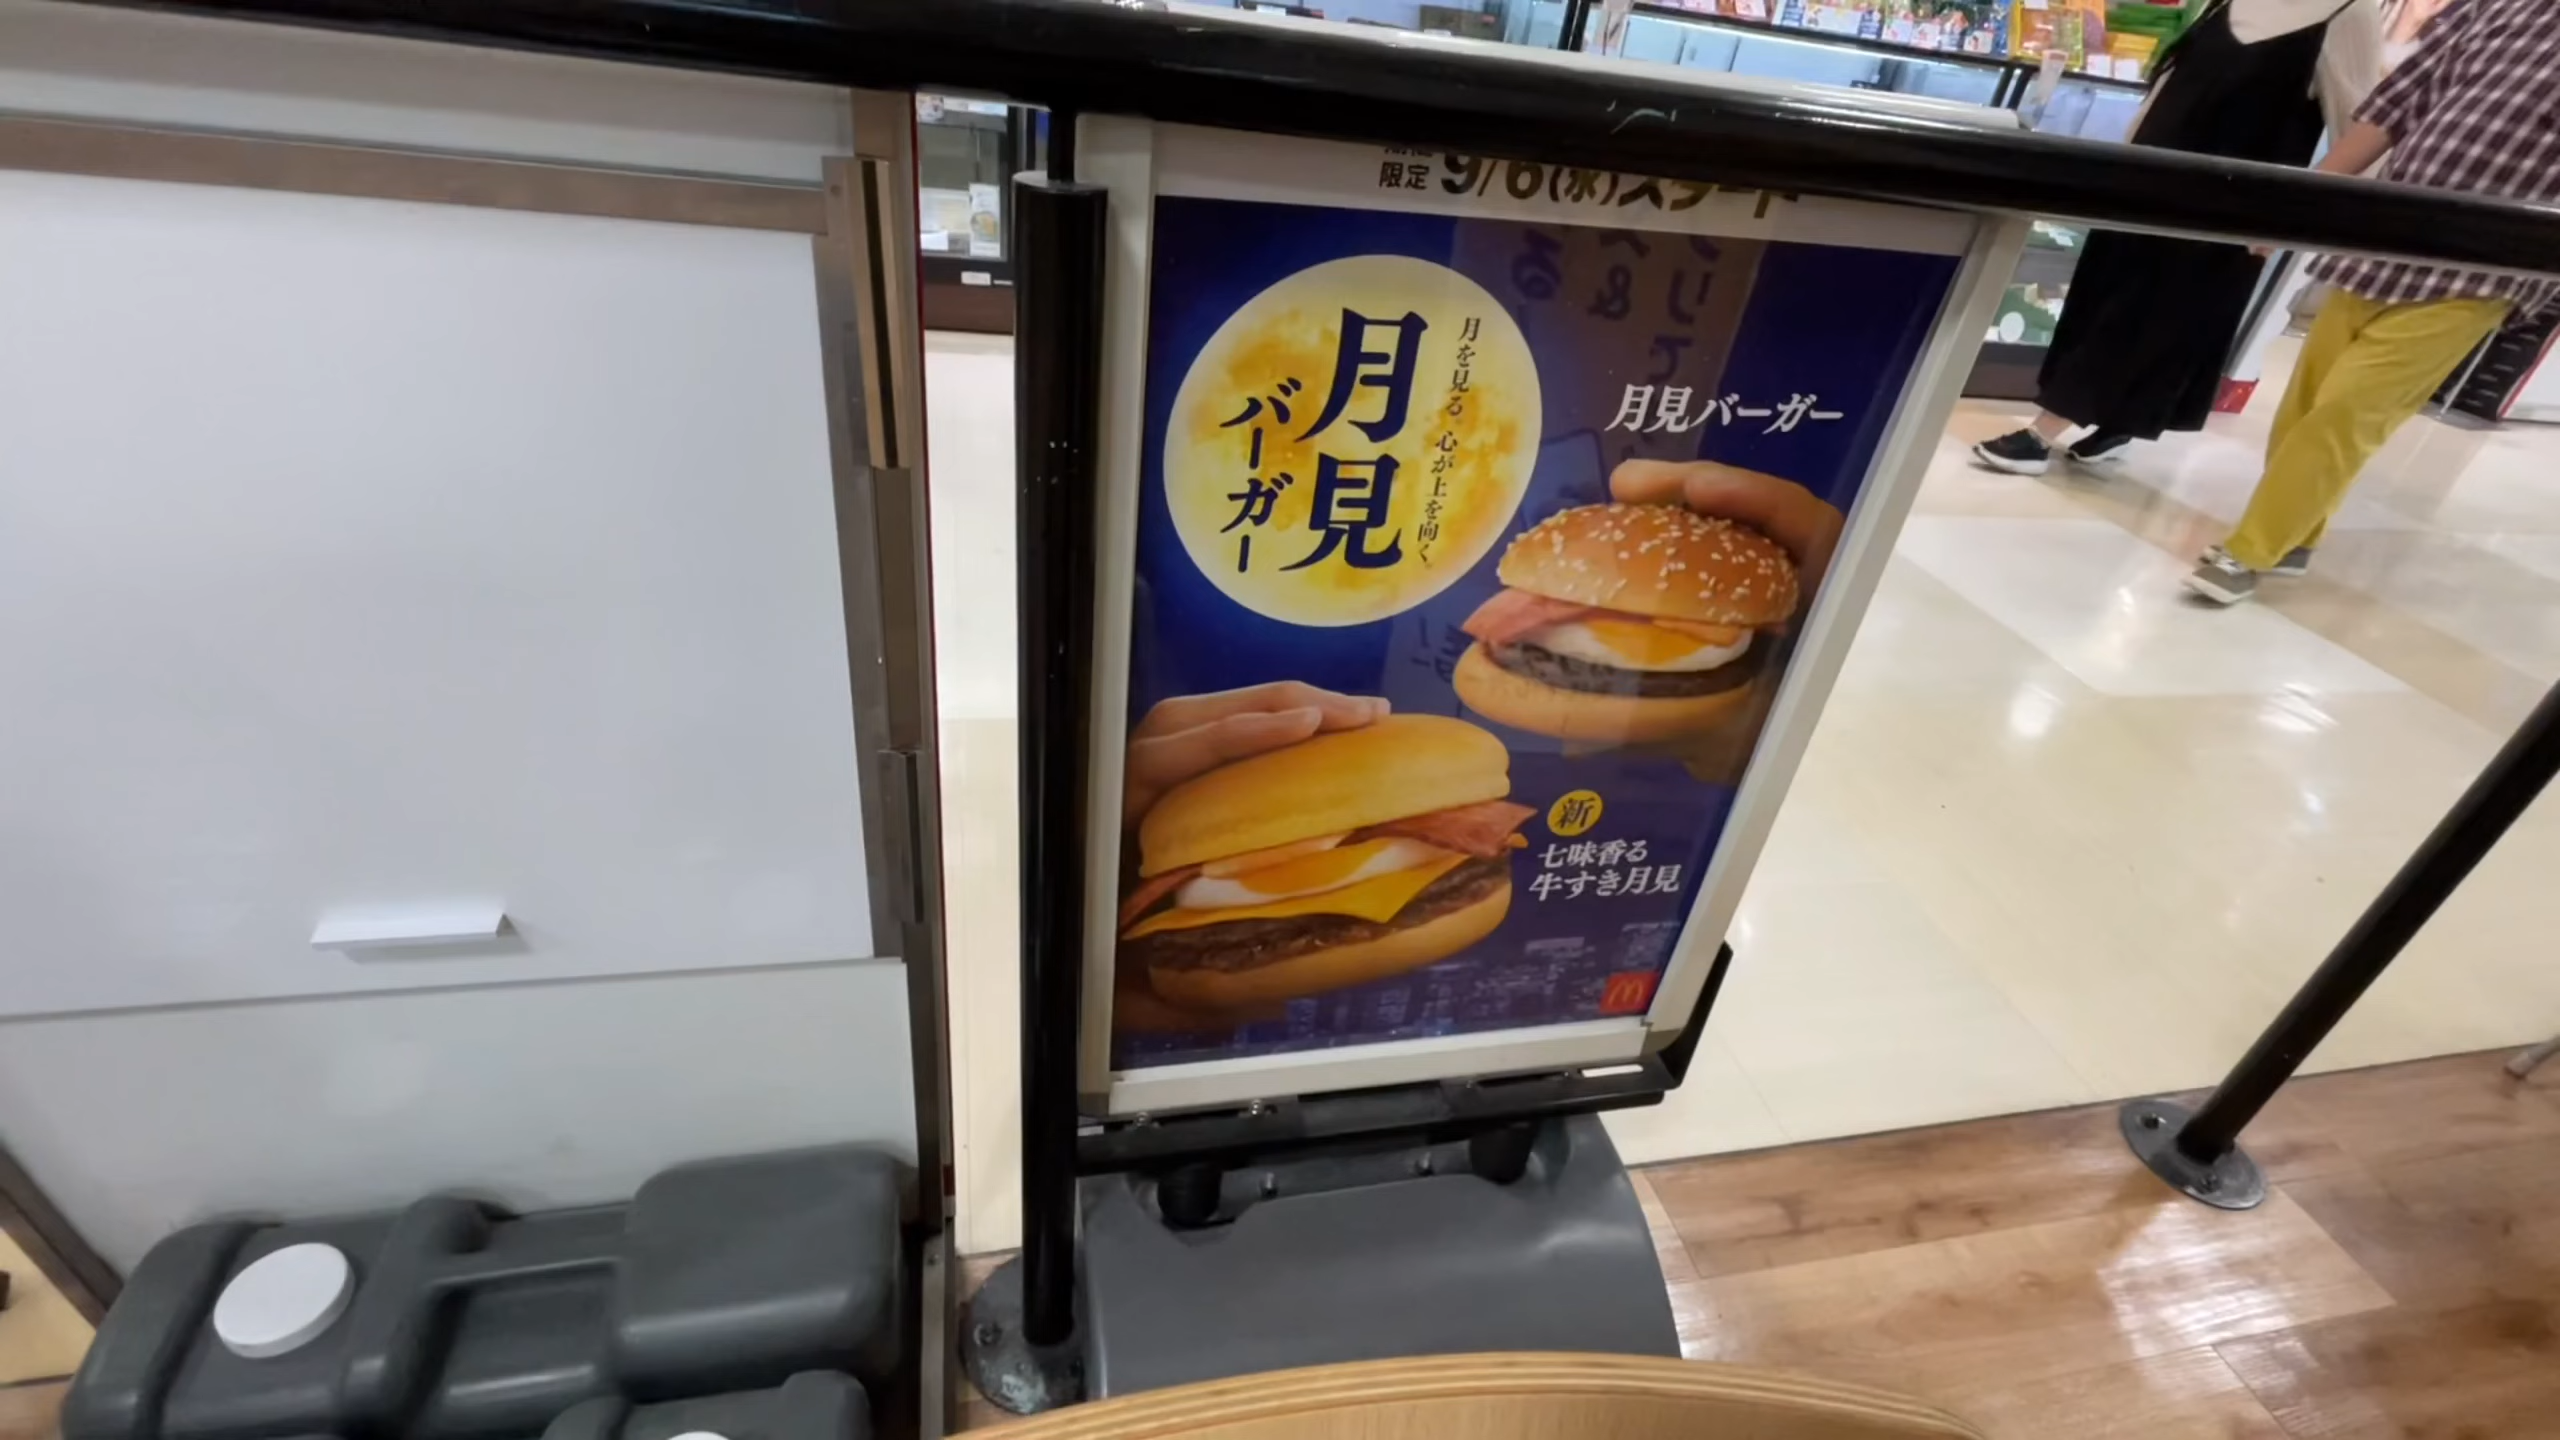 限定 9/6(水)スタート
月を見る 心が上を向く。
月見
バーガー
月見バーガー
新
七味香る
牛すき月見